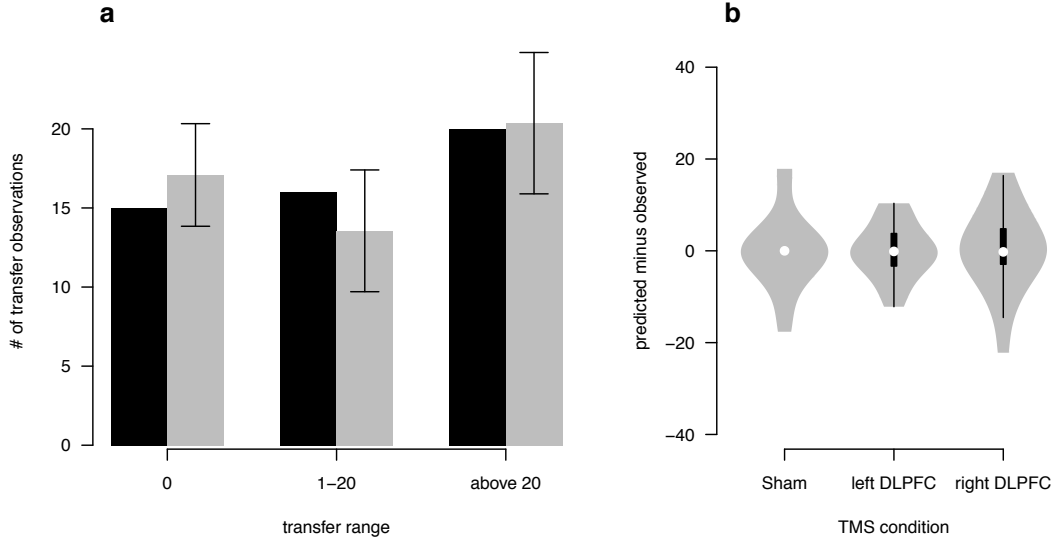 a
# of transfer observations
20
15
10
5
0
0
1−20
above 20
transfer range
b
predicted minus observed
40
20
0
−20
−40
Sham
left DLPFC
right DLPFC
TMS condition